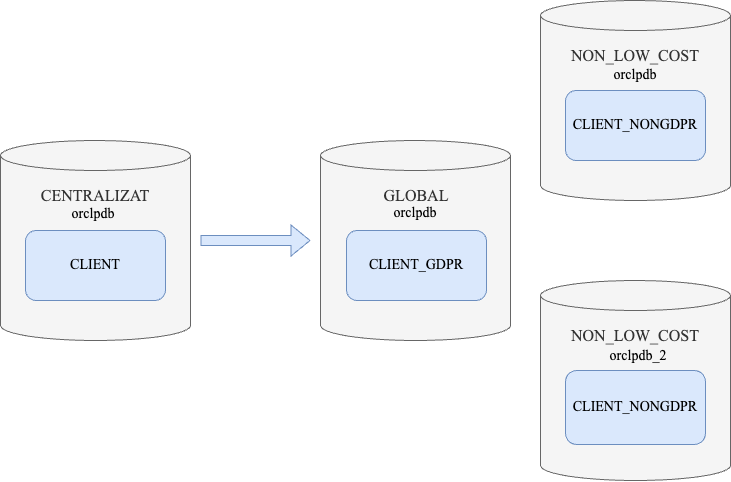 CENTRALIZAT
orclpdb
CLIENT
GLOBAL
orclpdb
CLIENT_GDPR
NON_LOW_COST
orclpdb
CLIENT_NONGDPR
NON_LOW_COST
orclpdb_2
CLIENT_NONGDPR